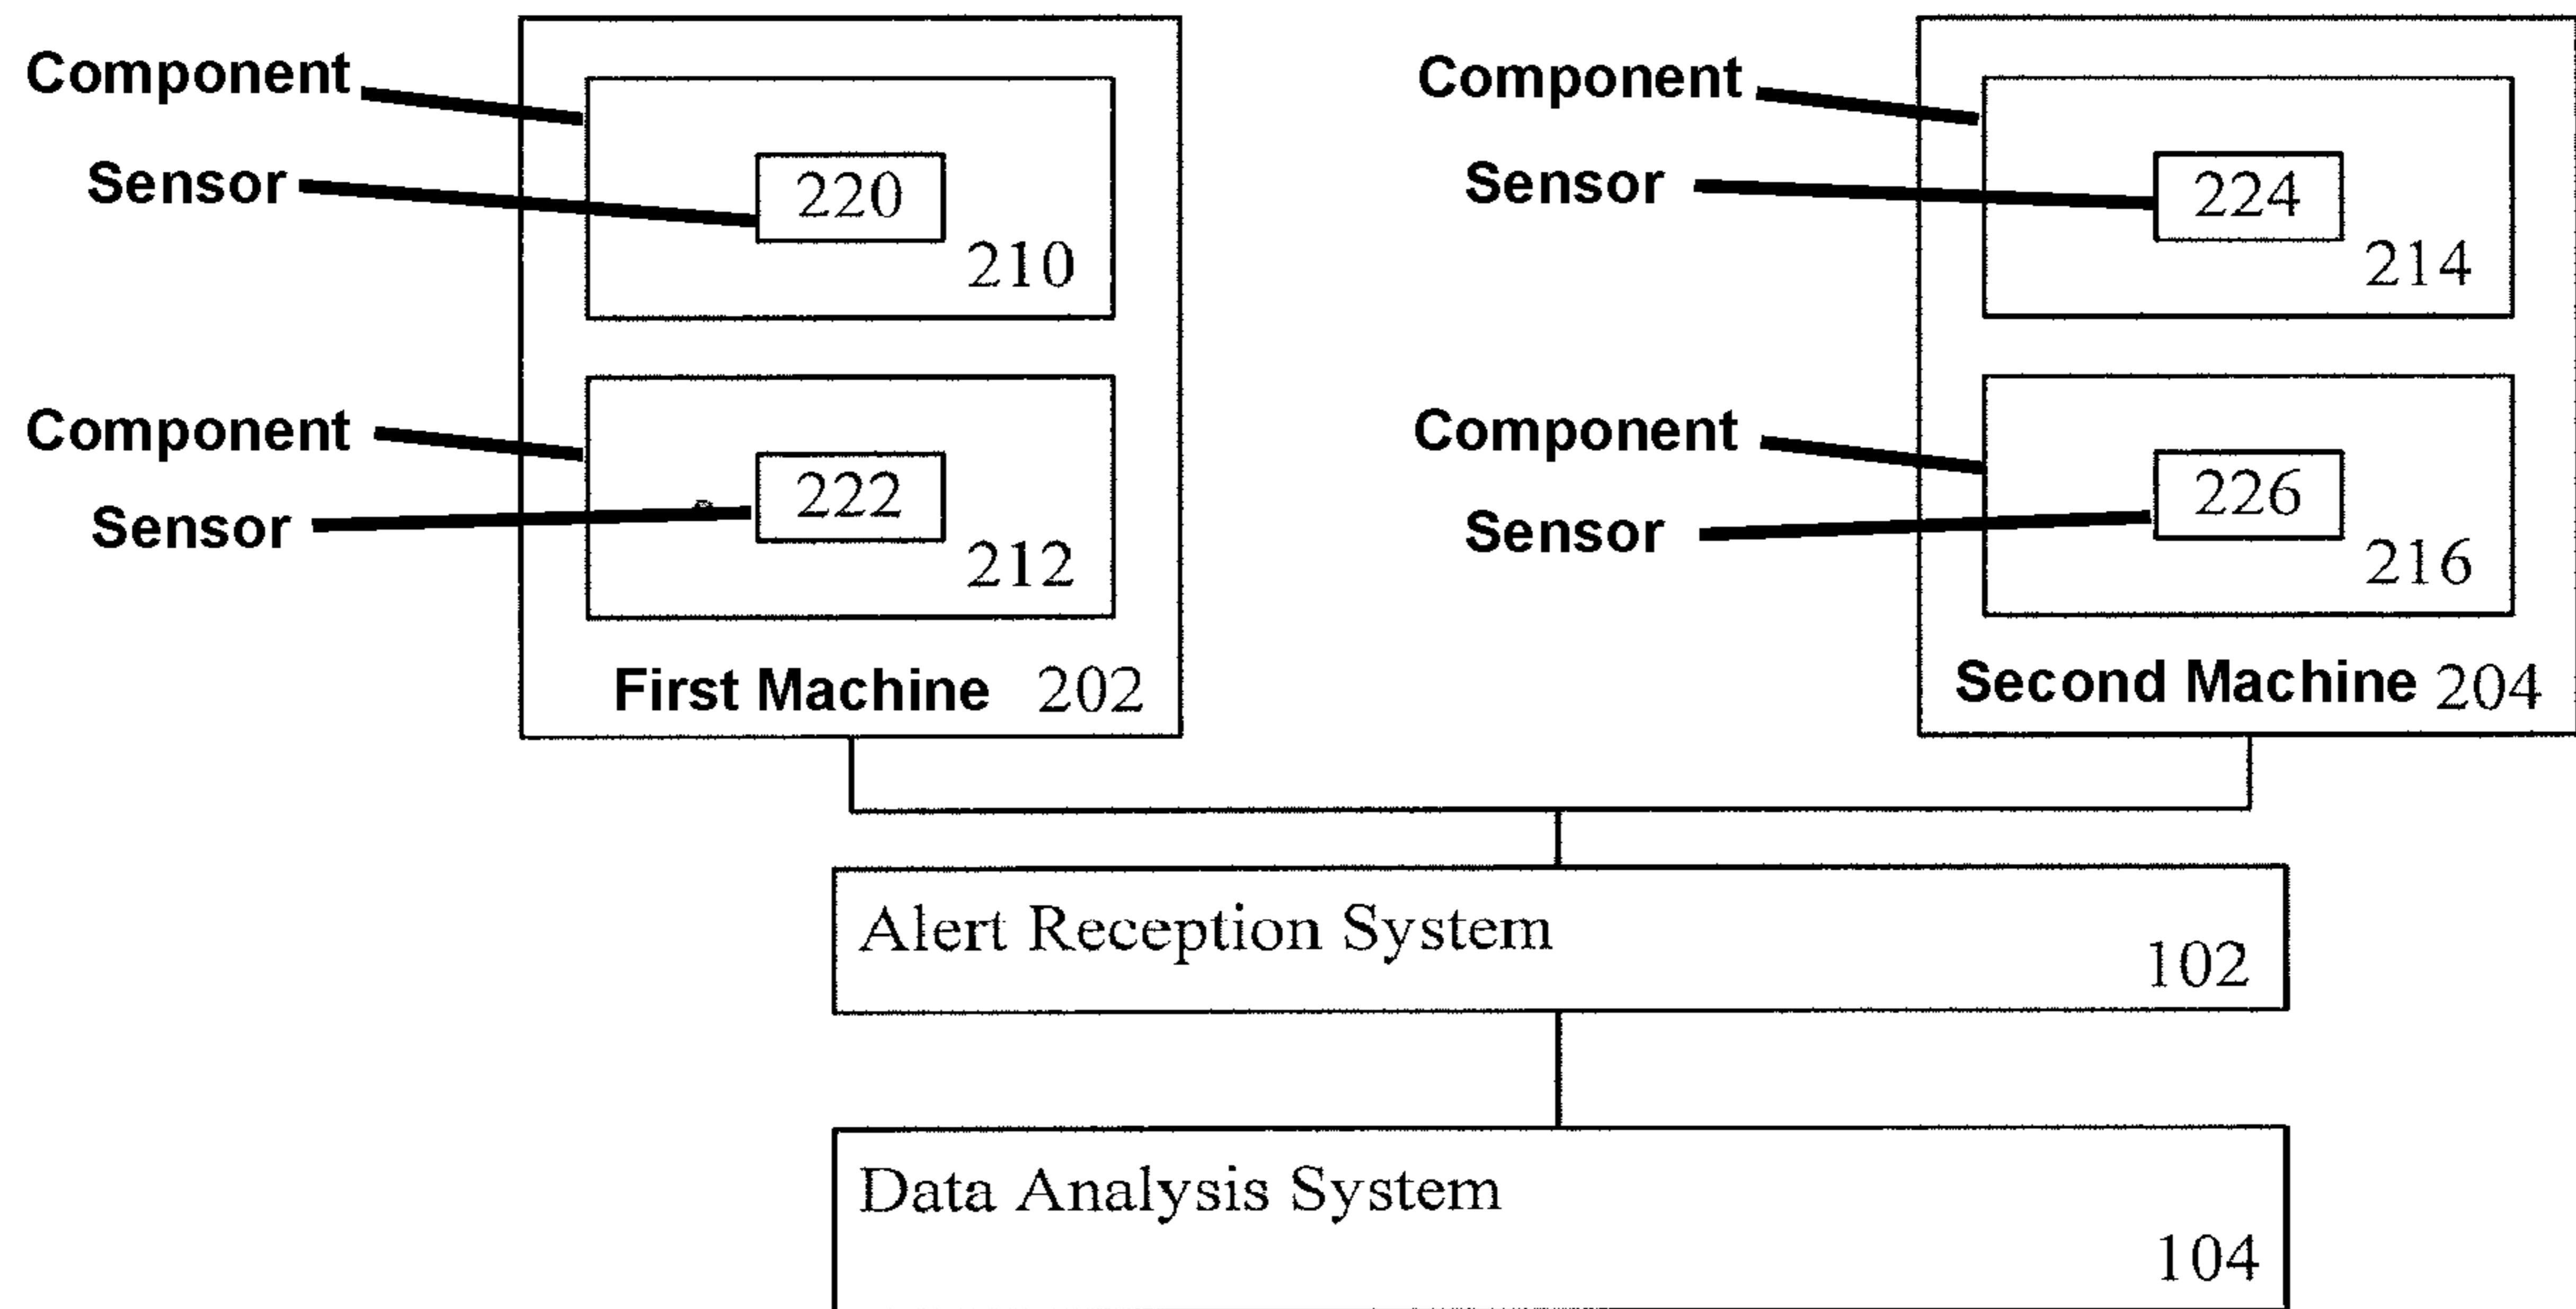 Component
Sensor
220
210
Component
Sensor
222
212
First Machine 202
Component
Sensor
224
214
Component
Sensor
226
216
Second Machine 204
Alert Reception System
102
Data Analysis System
104